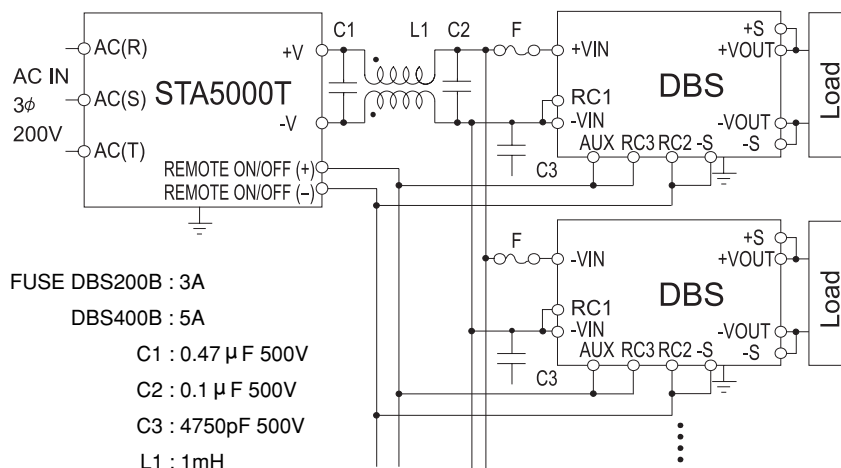 C1 L1 C2 F
AC(R)
AC IN
3φ
200V
AC(S)
AC(T)
STA5000T
+V
-V
REMOTE ON/OFF (+)
REMOTE ON/OFF (−)
+VIN
RC1
-VIN
DBS
+S
+VOUT
-VOUT
-S
AUX RC3 RC2 -S
C3
Load
F
-VIN
RC1
-VIN
DBS
+S
+VOUT
-VOUT
-S
AUX RC3 RC2 -S
C3
Load
FUSE DBS200B : 3A
DBS400B : 5A
C1 : 0.47μF 500V
C2 : 0.1μF 500V
C3 : 4750pF 500V
L1 : 1mH